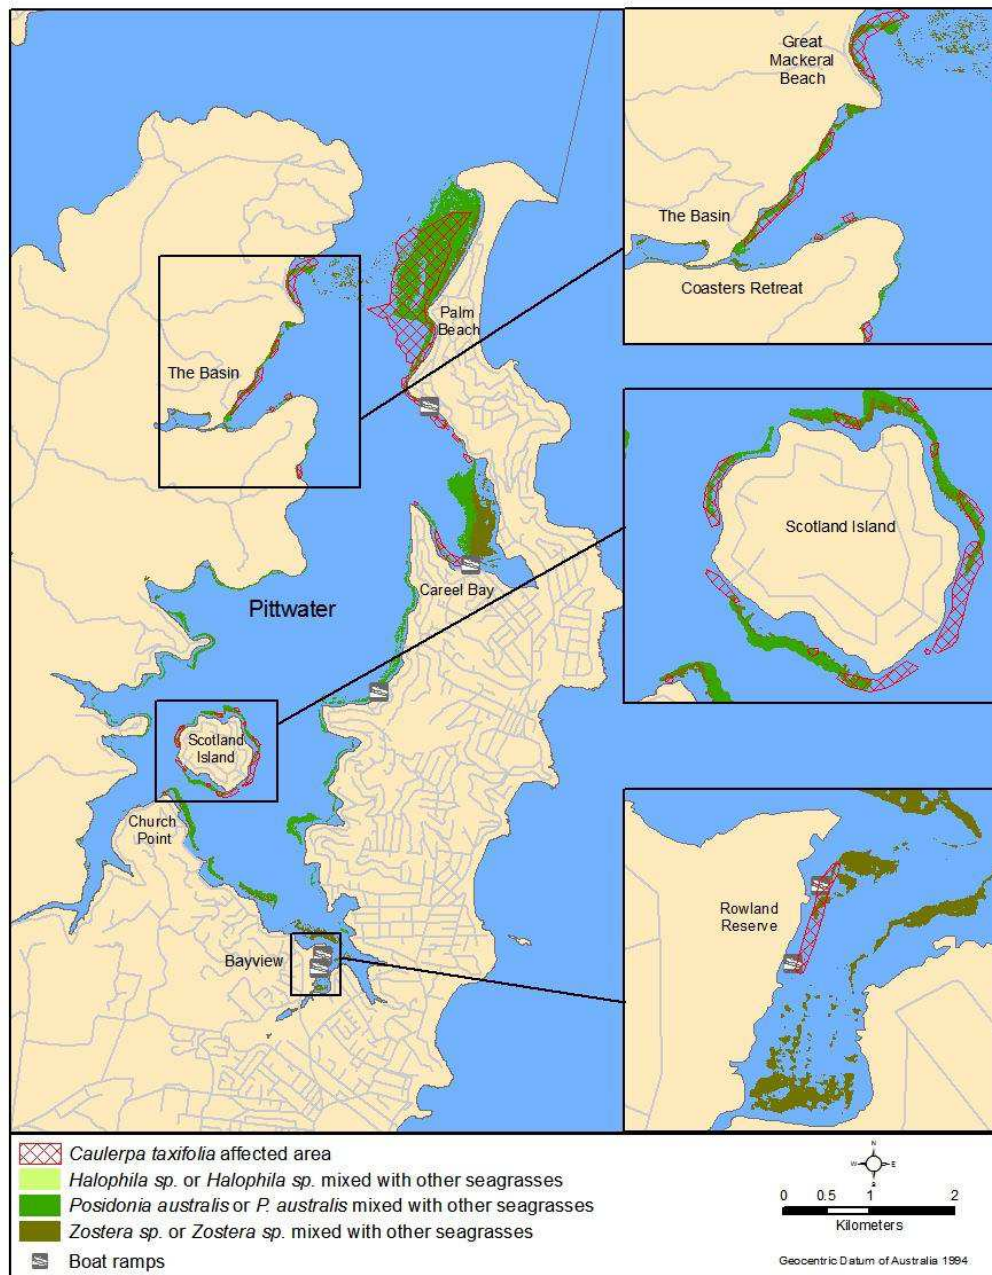 Palm
Beach
The Basin
Pittwater
Careel Bay
Scotland
Island
Church
Point
Bayview
Great
Mackeral
Beach
The Basin
Coasters Retreat
Scotland Island
Rowland
Reserve
Caulerpa taxifolia affected area
Halophila sp. or Halophila sp. mixed with other seagrasses
Posidonia australis or P. australis mixed with other seagrasses
Zostera sp. or Zostera sp. mixed with other seagrasses
Boat ramps
N
W
E
S
0 0.5 1 2
Kilometers
Geocentric Datum of Australia 1994